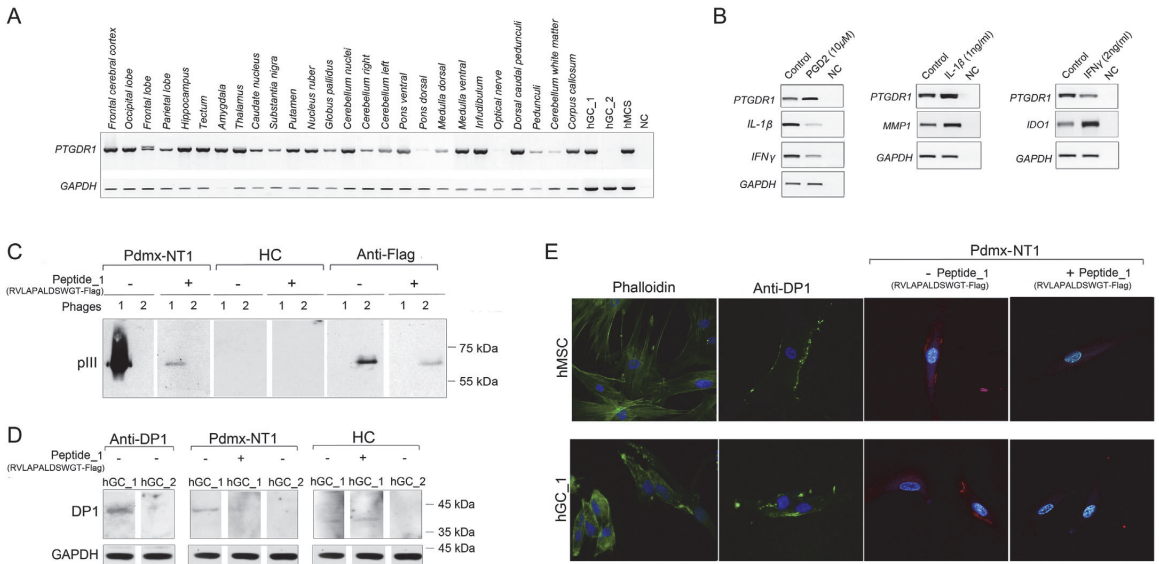 A
Frontal cerebral cortex
Occipital lobe
Frontal lobe
Parietal lobe
Hippocampus
Tectum
Amygdala
Thalamus
Caudate nucleus
Substantia nigra
Putamen
Nucleus ruber
Globus pallidus
Cerebellum nuclei
Cerebellum right
Cerebellum left
Pons ventral
Pons dorsal
Medulla dorsal
Medulla ventral
Infudibulum
Optical nerve
Dorsal caudal pedunculi
Pedunculi
Cerebellum white matter
Corpus callosum
hGC_1
hGC_2
hMCS
NC
PTGDR1
GAPDH
B
Control
PGD2 (10µM)
NC
PTGDR1
IL-1β
IFNγ
GAPDH
Control
IL-1β (1ng/ml)
NC
PTGDR1
MMP1
GAPDH
Control
IFNγ (2ng(ml)
NC
PTGDR1
IDO1
GAPDH
C
Pdmx-NT1 HC Anti-Flag
Peptide_1 - + - + - +
(RVLAPALDSWGT-Flag)
Phages 1 2 1 2 1 2 1 2 1 2 1 2
pIII
75 kDa
55 kDa
D
Anti-DP1 Pdmx-NT1 HC
Peptide_1 - - - + - - + -
(RVLAPALDSWGT-Flag)
hGC_1 hGC_2 hGC_1 hGC_1 hGC_2 hGC_1 hGC_1 hGC_2
DP1
45 kDa
35 kDa
45 kDa
GAPDH
E
Pdmx-NT1
Phalloidin Anti-DP1 - Peptide_1 + Peptide_1
(RVLAPALDSWGT-Flag) (RVLAPALDSWGT-Flag)
hMSC
hGC_1